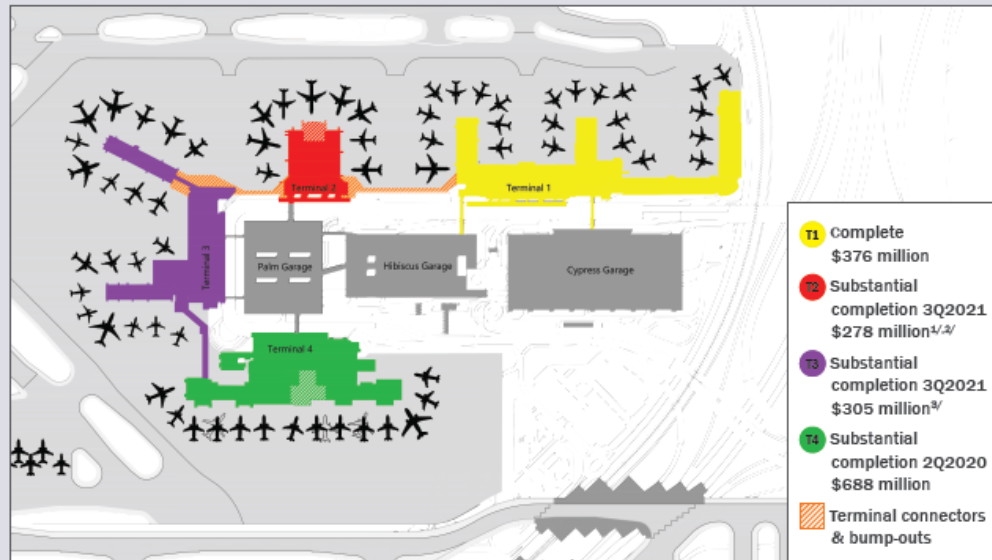 Terminal 2
Terminal 1
Terminal 3
Palm Garage
Hibiscus Garage
Cypress Garage
Terminal 4
T1 Complete
$376 million
T2 Substantial
completion 3Q2021
$278 million¹/,²/
T3 Substantial
completion 3Q2021
$305 million³/
T4 Substantial
completion 2Q2020
$688 million
Terminal connectors
& bump-outs